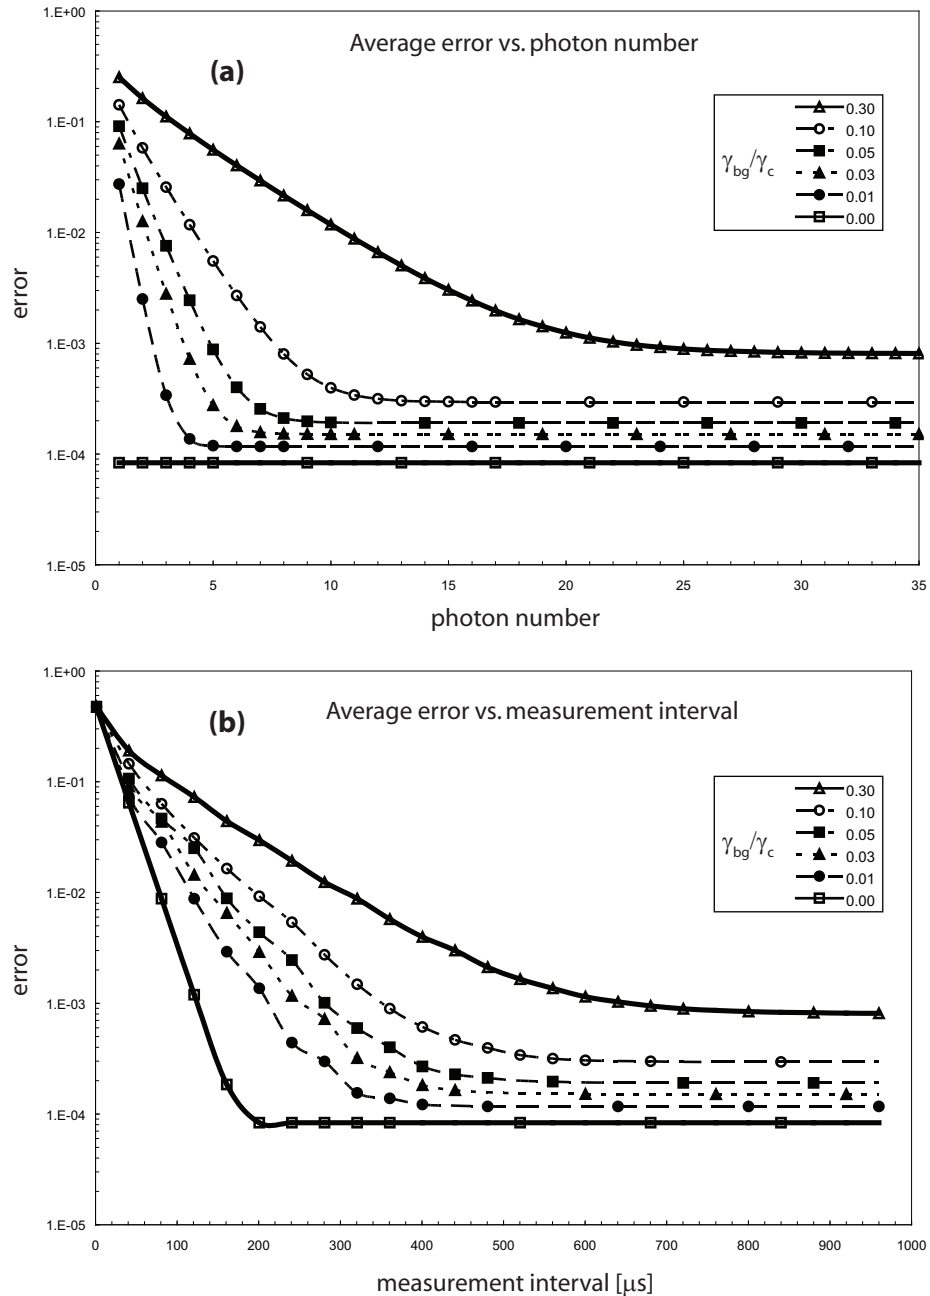 Average error vs. photon number
(a)
1.E+00
1.E-01
1.E-02
1.E-03
1.E-04
1.E-05
error
γbg/γc
0.30
0.10
0.05
0.03
0.01
0.00
0 5 10 15 20 25 30 35
photon number
Average error vs. measurement interval
(b)
1.E+00
1.E-01
1.E-02
1.E-03
1.E-04
1.E-05
error
γbg/γc
0.30
0.10
0.05
0.03
0.01
0.00
0 100 200 300 400 500 600 700 800 900 1000
measurement interval [μs]